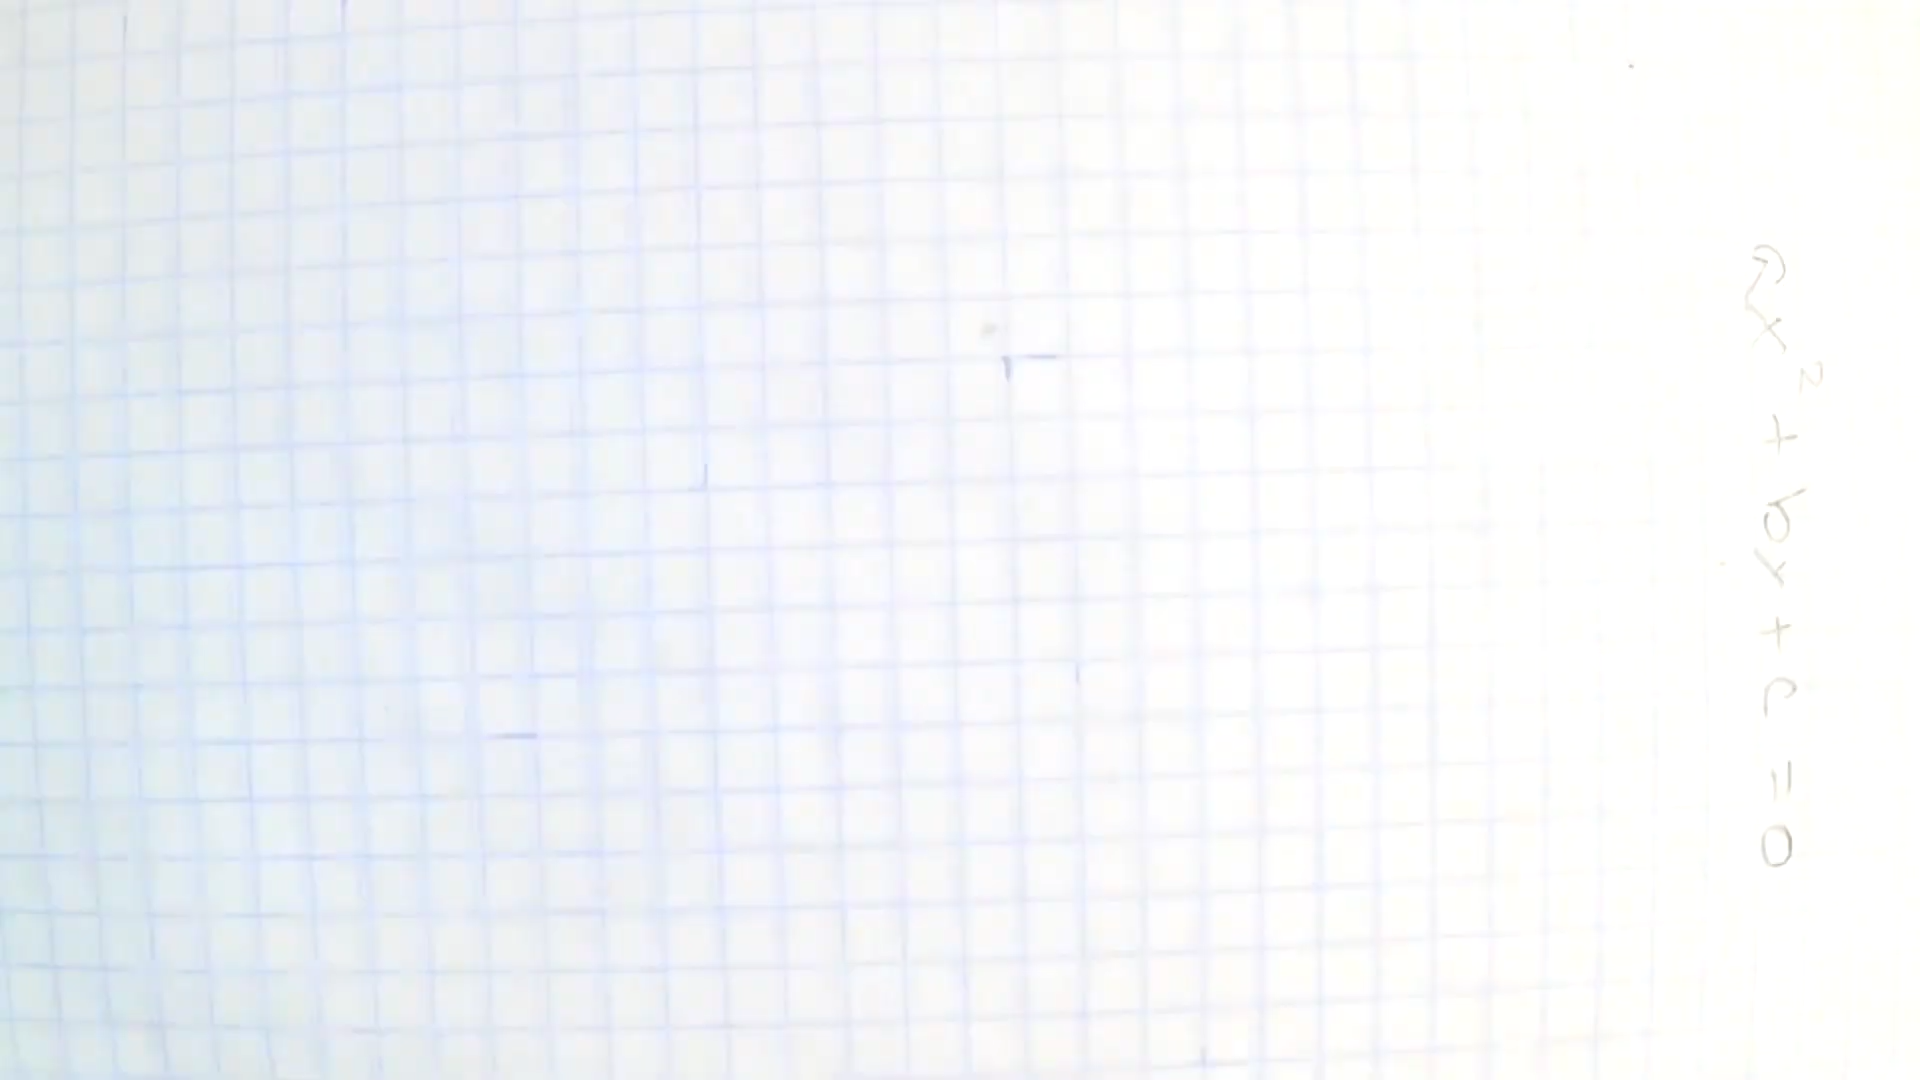 ax² + bx + c = 0